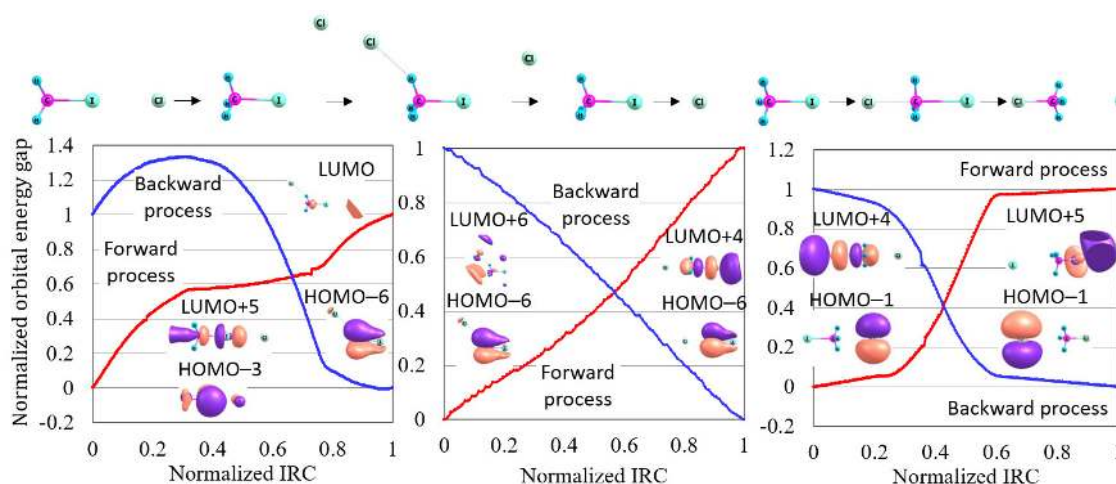 Cl
Cl
Cl
H
H
H
H
H
C I Cl
C I
C I
C I Cl
C I
Cl C I
Cl C
H
H
H
H
Normalized orbital energy gap
1.4
1.2
1
0.8
0.6
0.4
0.2
0
-0.2
Backward
process
LUMO
Forward
process
LUMO+5
HOMO−3
HOMO−6
0 0.2 0.4 0.6 0.8 1
Normalized IRC
1
0.8
0.6
0.4
0.2
0
Backward
process
LUMO+6
LUMO+4
HOMO−6
HOMO−6
Forward
process
0 0.2 0.4 0.6 0.8 1
Normalized IRC
1.2
1
0.8
0.6
0.4
0.2
0
-0.2
Forward process
LUMO+4
LUMO+5
HOMO−1
HOMO−1
Backward process
0 0.2 0.4 0.6 0.8 1
Normalized IRC